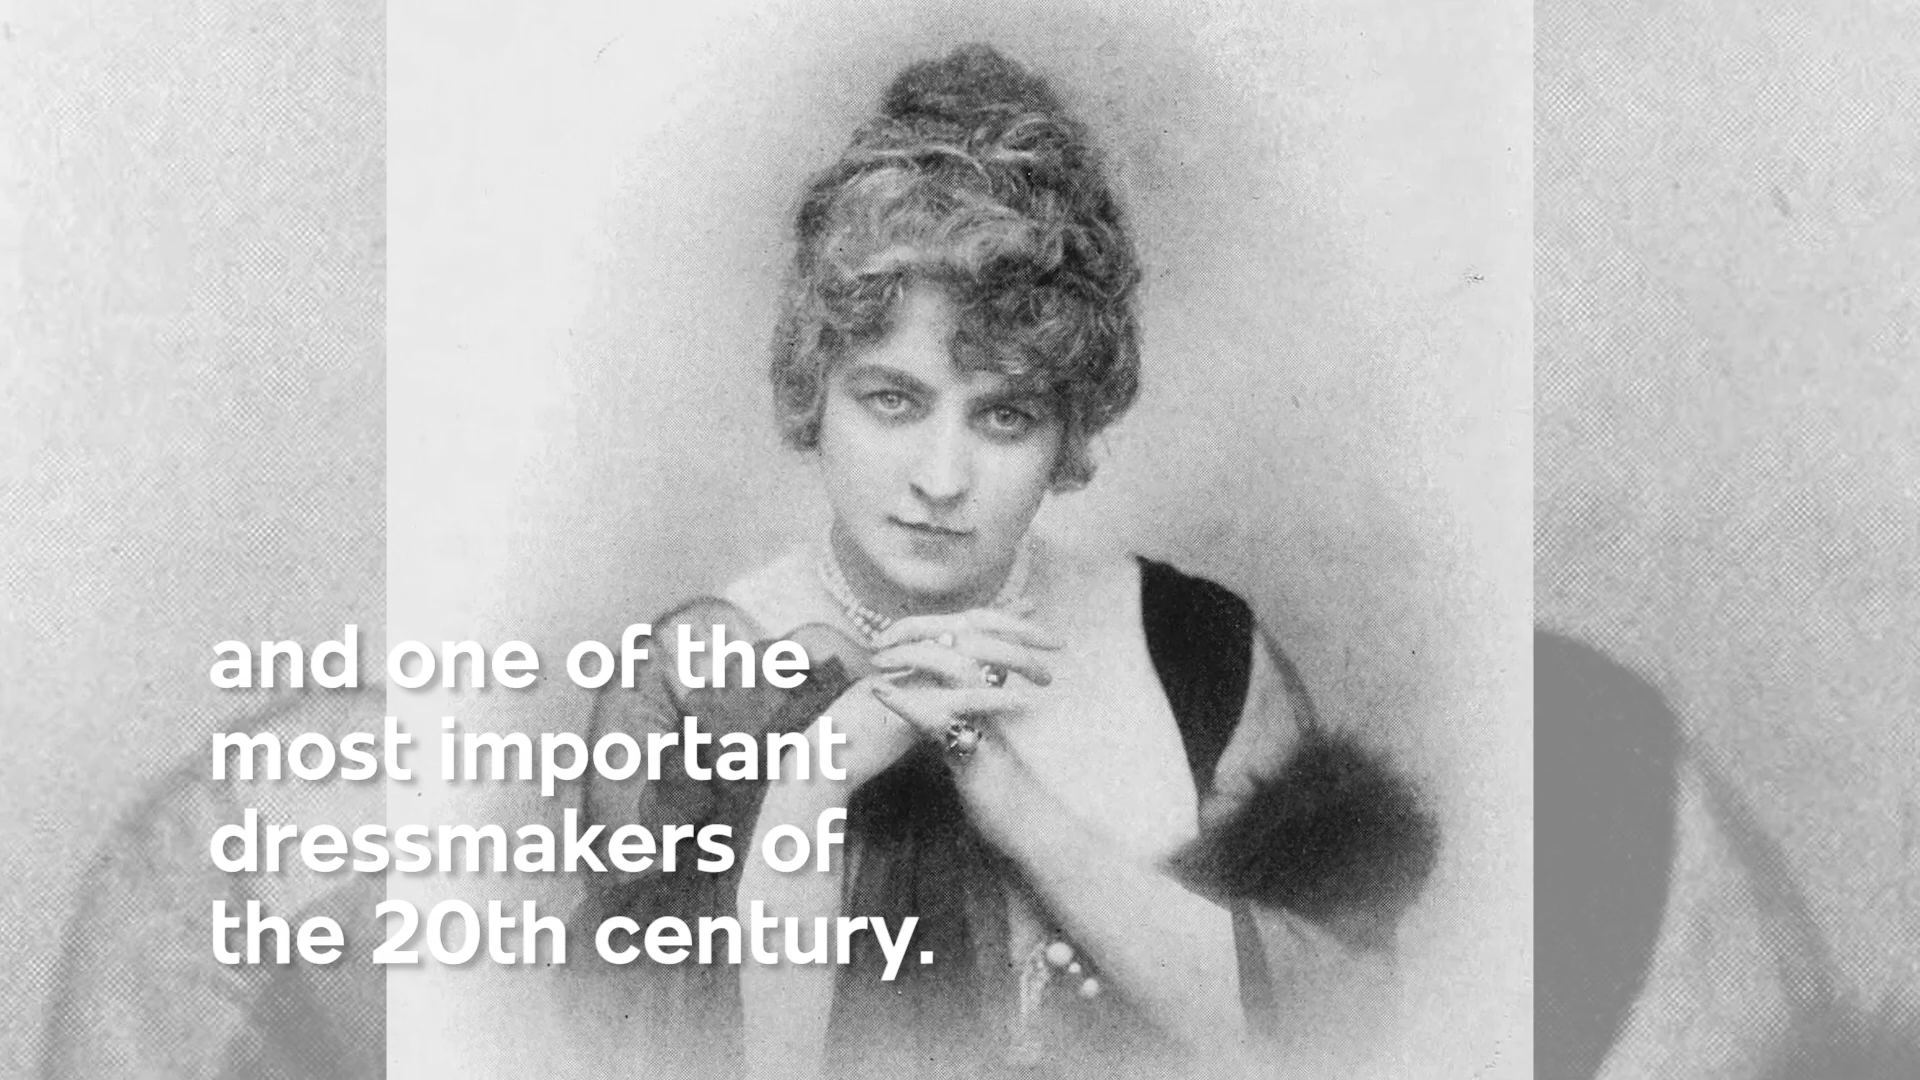 and one of the
most important
dressmakers of
the 20th century.